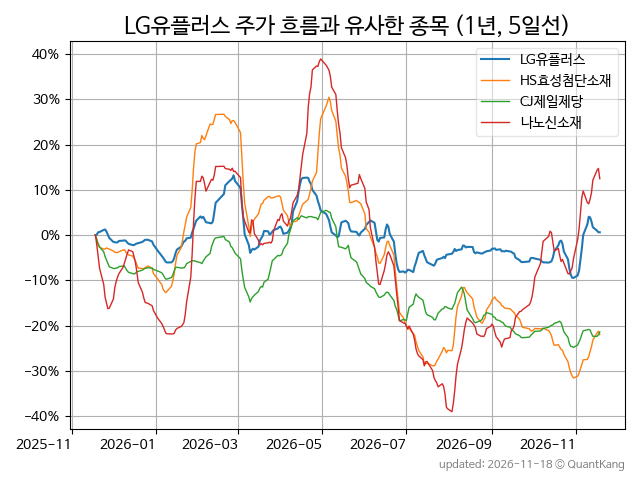 LG유플러스 주가 흐름과 유사한 종목 (1년, 5일선)
LG유플러스
HS효성첨단소재
CJ제일제당
나노신소재
40%
30%
20%
10%
0%
−10%
−20%
−30%
−40%
2025-11 2026-01 2026-03 2026-05 2026-07 2026-09 2026-11
updated: 2026-11-18 © QuantKang